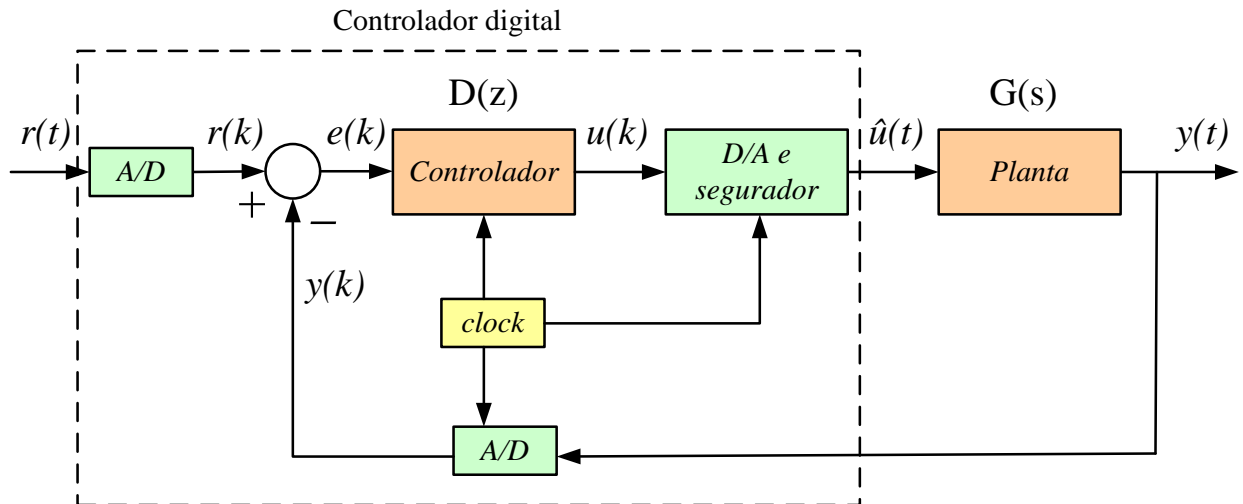 Controlador digital
D(z)
G(s)
r(t)
r(k)
e(k)
u(k)
û(t)
y(t)
A/D
Controlador
D/A e
segurador
Planta
+
−
y(k)
clock
A/D